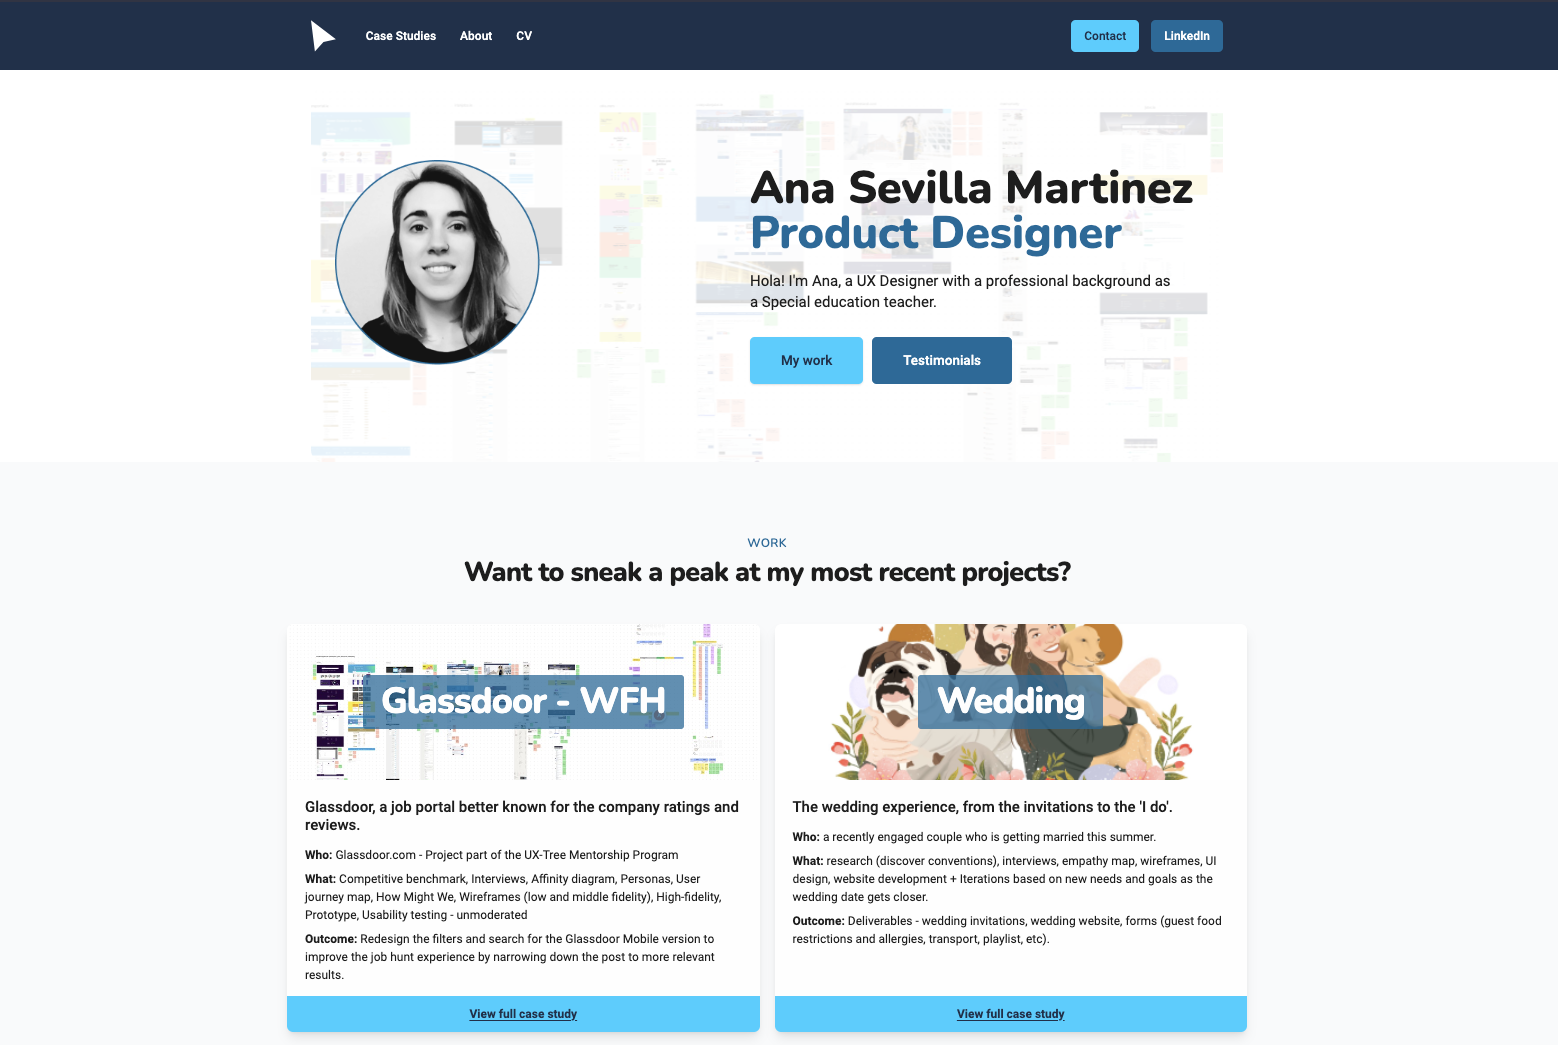 Case Studies About CV Contact LinkedIn
Ana Sevilla Martinez
Product Designer
Hola! I'm Ana, a UX Designer with a professional background as
a Special education teacher.
My work Testimonials
WORK
Want to sneak a peak at my most recent projects?
Glassdoor - WFH
Glassdoor, a job portal better known for the company ratings and
reviews.
Who: Glassdoor.com - Project part of the UX-Tree Mentorship Program
What: Competitive benchmark, Interviews, Affinity diagram, Personas, User
journey map, How Might We, Wireframes (low and middle fidelity), High-fidelity,
Prototype, Usability testing - unmoderated
Outcome: Redesign the filters and search for the Glassdoor Mobile version to
improve the job hunt experience by narrowing down the post to more relevant
results.
View full case study
Wedding
The wedding experience, from the invitations to the 'I do'.
Who: a recently engaged couple who is getting married this summer.
What: research (discover conventions), interviews, empathy map, wireframes, UI
design, website development + Iterations based on new needs and goals as the
wedding date gets closer.
Outcome: Deliverables - wedding invitations, wedding website, forms (guest food
restrictions and allergies, transport, playlist, etc).
View full case study